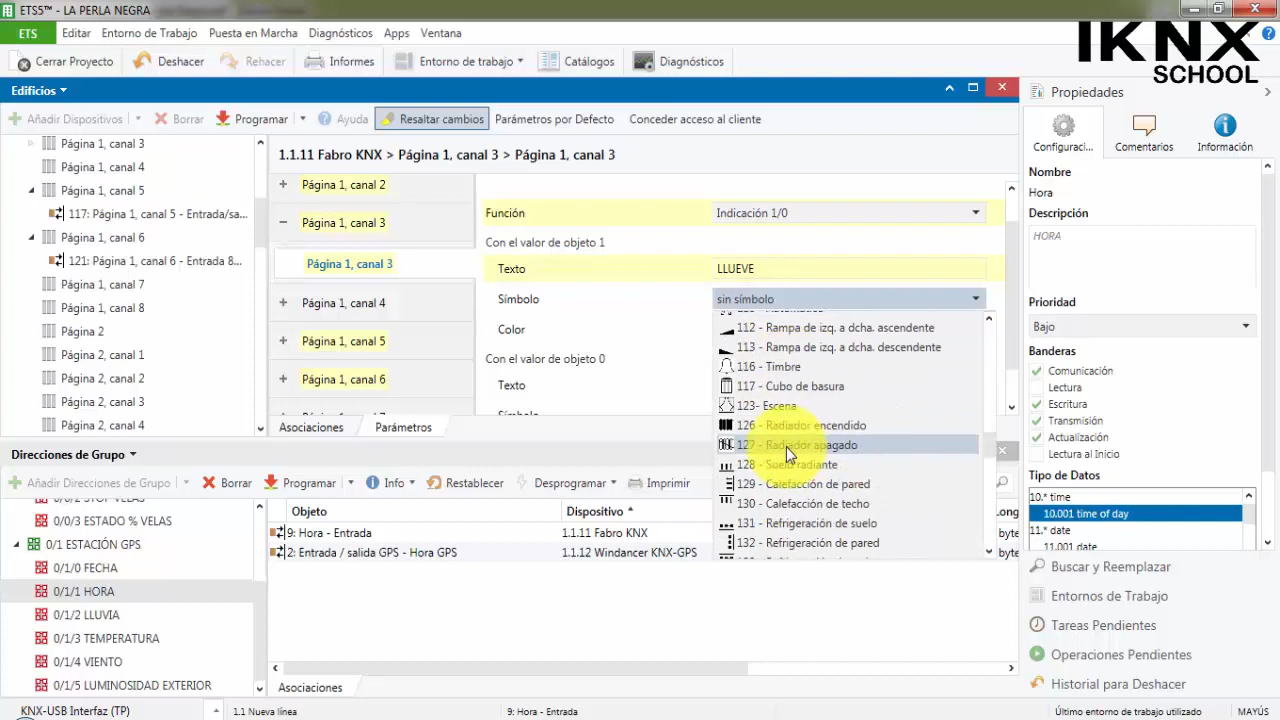 ETS5™ - LA PERLA NEGRA
ETS Editar Entorno de Trabajo Puesta en Marcha Diagnósticos Apps Ventana
IKNX
SCHOOL
Cerrar Proyecto Deshacer Rehacer Informes Entorno de trabajo Catálogos Diagnósticos
Edificios
Añadir Dispositivos Borrar Programar Ayuda Resaltar cambios Parámetros por Defecto Conceder acceso al cliente
Página 1, canal 3
Página 1, canal 4
Página 1, canal 5
117: Página 1, canal 5 - Entrada/sa...
Página 1, canal 6
121: Página 1, canal 6 - Entrada 8...
Página 1, canal 7
Página 1, canal 8
Página 2
Página 2, canal 1
Página 2, canal 2
Página 2, canal 3
Página 2, canal 4
1.1.11 Fabro KNX > Página 1, canal 3 > Página 1, canal 3
+ Página 1, canal 2
− Página 1, canal 3
Página 1, canal 3
+ Página 1, canal 4
+ Página 1, canal 5
+ Página 1, canal 6
Función Indicación 1/0
Con el valor de objeto 1
Texto LLUEVE
Símbolo sin símbolo
Color
Con el valor de objeto 0
Texto
112 - Rampa de izq. a dcha. ascendente
113 - Rampa de izq. a dcha. descendente
116 - Timbre
117 - Cubo de basura
123- Escena
126 - Radiador encendido
127 - Radiador apagado
128 - Suelo radiante
129 - Calefacción de pared
130 - Calefacción de techo
131 - Refrigeración de suelo
132 - Refrigeración de pared
Asociaciones Parámetros
Direcciones de Grupo
Añadir Direcciones de Grupo Borrar Programar Info Restablecer Desprogramar Imprimir
0/0/3 ESTADO % VELAS
0/1 ESTACIÓN GPS
0/1/0 FECHA
0/1/1 HORA
0/1/2 LLUVIA
0/1/3 TEMPERATURA
0/1/4 VIENTO
0/1/5 LUMINOSIDAD EXTERIOR
Objeto Dispositivo Long
9: Hora - Entrada 1.1.11 Fabro KNX byte
2: Entrada / salida GPS - Hora GPS 1.1.12 Windancer KNX-GPS byte
Asociaciones
Propiedades
Configuraci... Comentarios Información
Nombre
Hora
Descripción
HORA
Prioridad
Bajo
Banderas
Comunicación
Lectura
Escritura
Transmisión
Actualización
Lectura al Inicio
Tipo de Datos
10.* time
10.001 time of day
11.* date
11.001 date
Buscar y Reemplazar
Entornos de Trabajo
Tareas Pendientes
Operaciones Pendientes
Historial para Deshacer
KNX-USB Interfaz (TP) 1.1 Nueva línea 9: Hora - Entrada Último entorno de trabajo utilizado MAYÚS